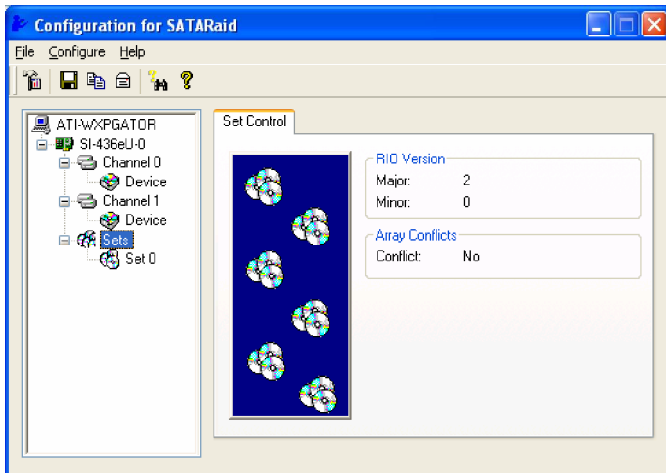 Configuration for SATARaid
File Configure Help
ATI-WXPGATOR
SI-436eU-0
Channel 0
Device
Channel 1
Device
Sets
Set 0
Set Control
RIO Version
Major: 2
Minor: 0
Array Conflicts
Conflict: No